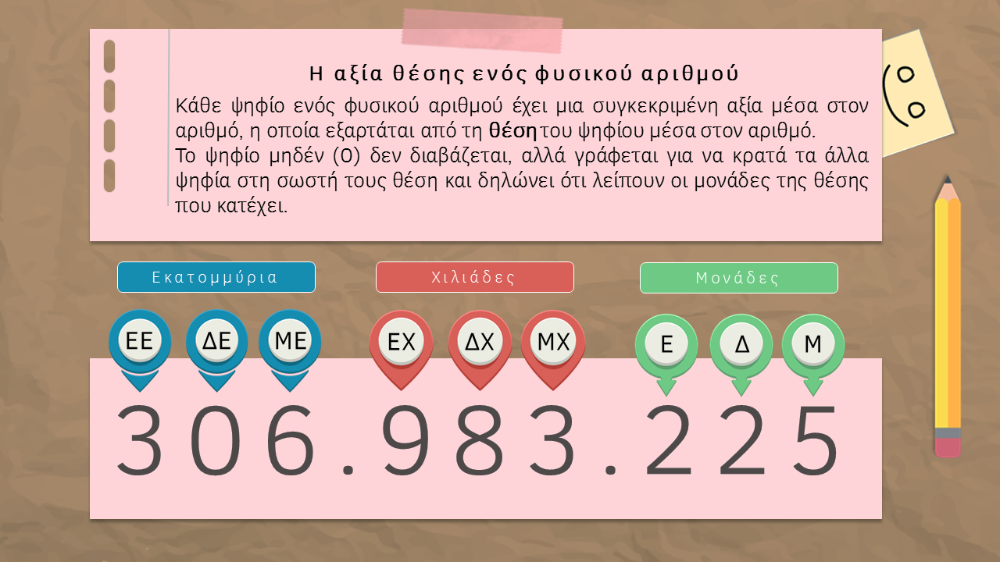 Η αξία θέσης ενός φυσικού αριθμού
Κάθε ψηφίο ενός φυσικού αριθμού έχει μια συγκεκριμένη αξία μέσα στον
αριθμό, η οποία εξαρτάται από τη θέση του ψηφίου μέσα στον αριθμό.
Το ψηφίο μηδέν (0) δεν διαβάζεται, αλλά γράφεται για να κρατά τα άλλα
ψηφία στη σωστή τους θέση και δηλώνει ότι λείπουν οι μονάδες της θέσης
που κατέχει.
Εκατομμύρια Χιλιάδες Μονάδες
ΕΕ ΔΕ ΜΕ ΕΧ ΔΧ ΜΧ Ε Δ Μ
306.983.225